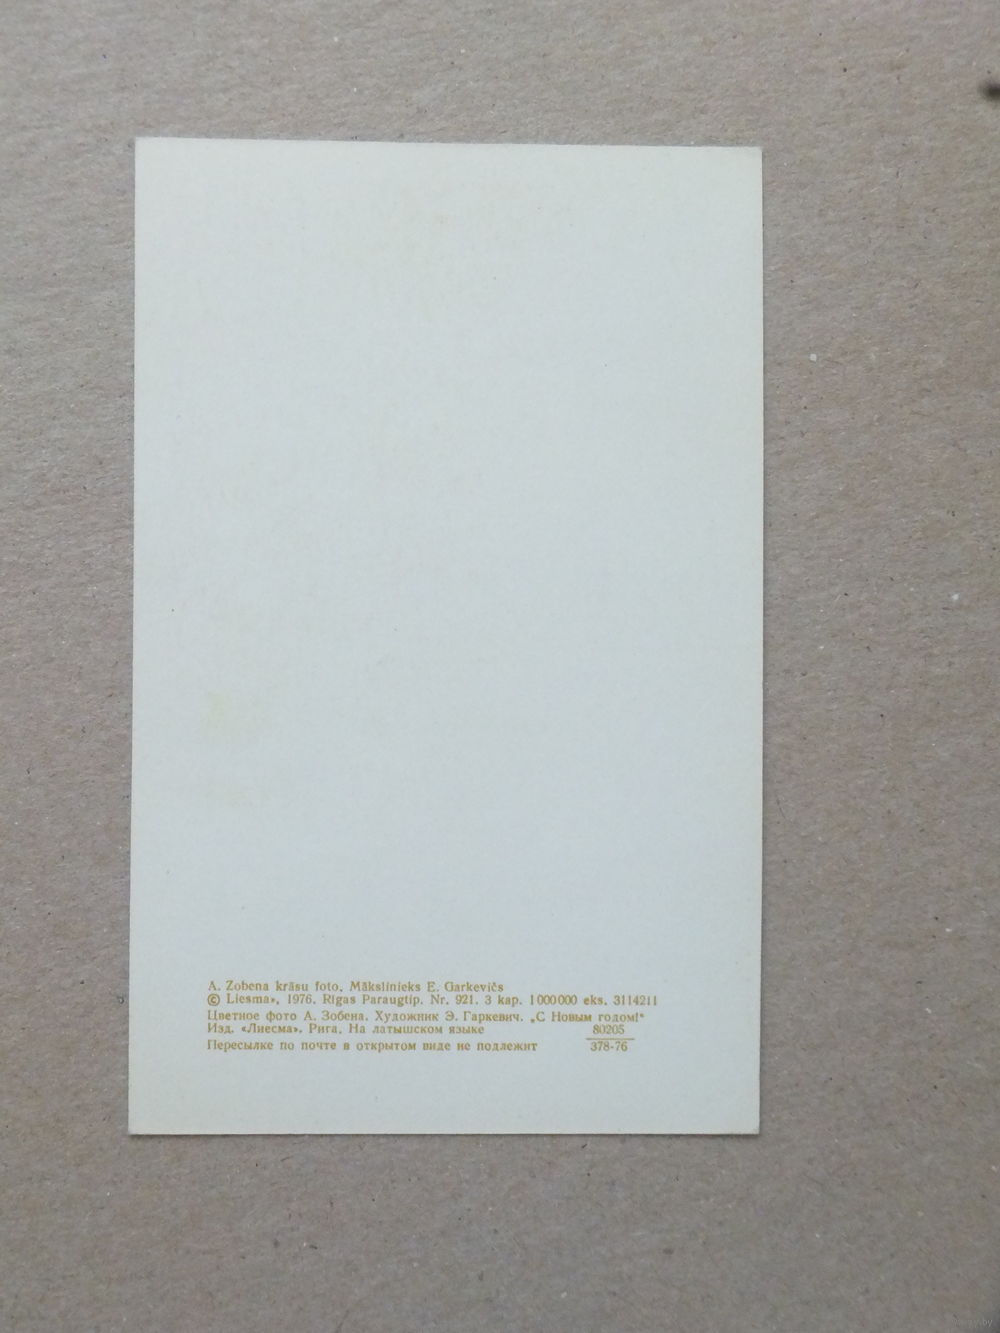 A. Zobena krāsu foto. Mākslinieks E. Garkevičs
© Liesma», 1976. Rīgas Paraugtip. Nr. 921. 3 kap. 1000000 eks. 3114211
Цветное фото А. Зобена. Художник Э. Гаркевич. „С Новым годом!“
Изд. «Лиесма». Рига. На латышском языке
80205
Пересылке по почте в открытом виде не подлежит
378-76